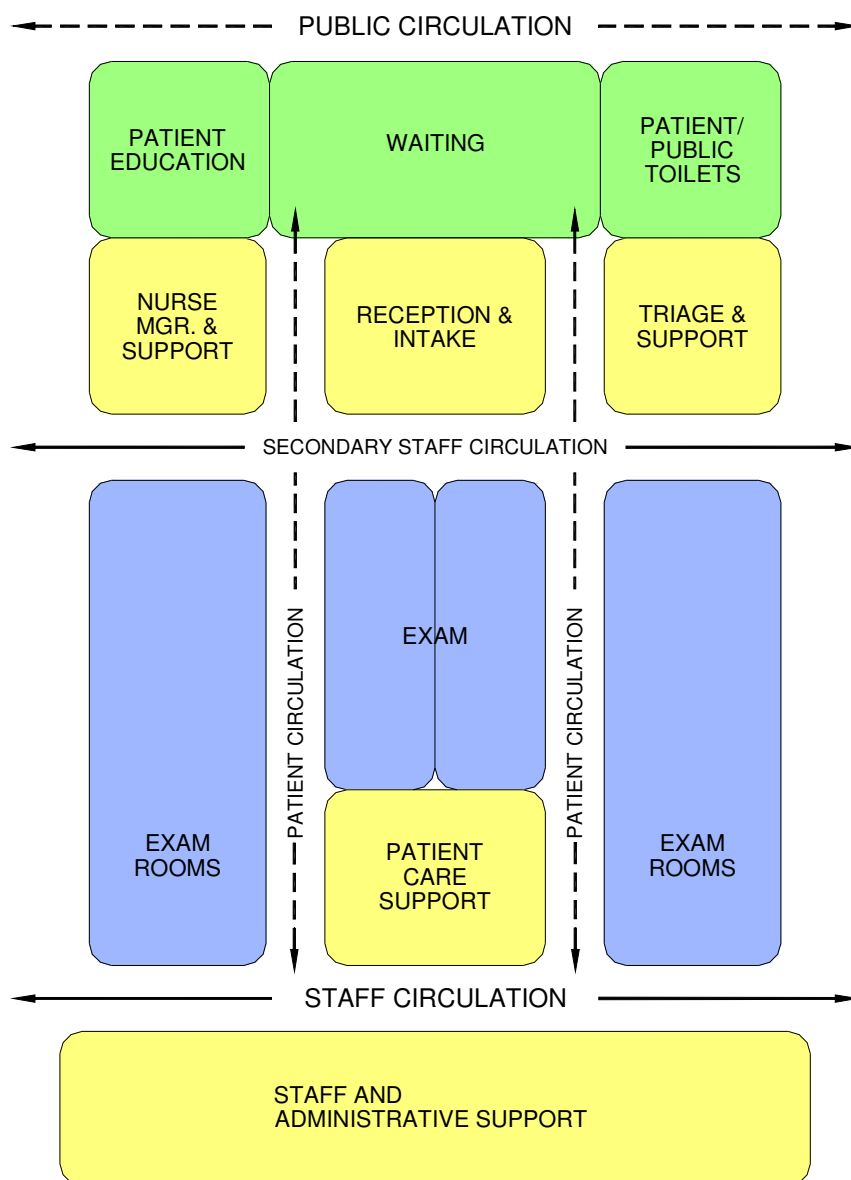 PUBLIC CIRCULATION
PATIENT
EDUCATION
WAITING
PATIENT/
PUBLIC
TOILETS
NURSE
MGR. &
SUPPORT
RECEPTION &
INTAKE
TRIAGE &
SUPPORT
SECONDARY STAFF CIRCULATION
EXAM
PATIENT CIRCULATION
PATIENT CIRCULATION
EXAM
ROOMS
PATIENT
CARE
SUPPORT
EXAM
ROOMS
STAFF CIRCULATION
STAFF AND
ADMINISTRATIVE SUPPORT